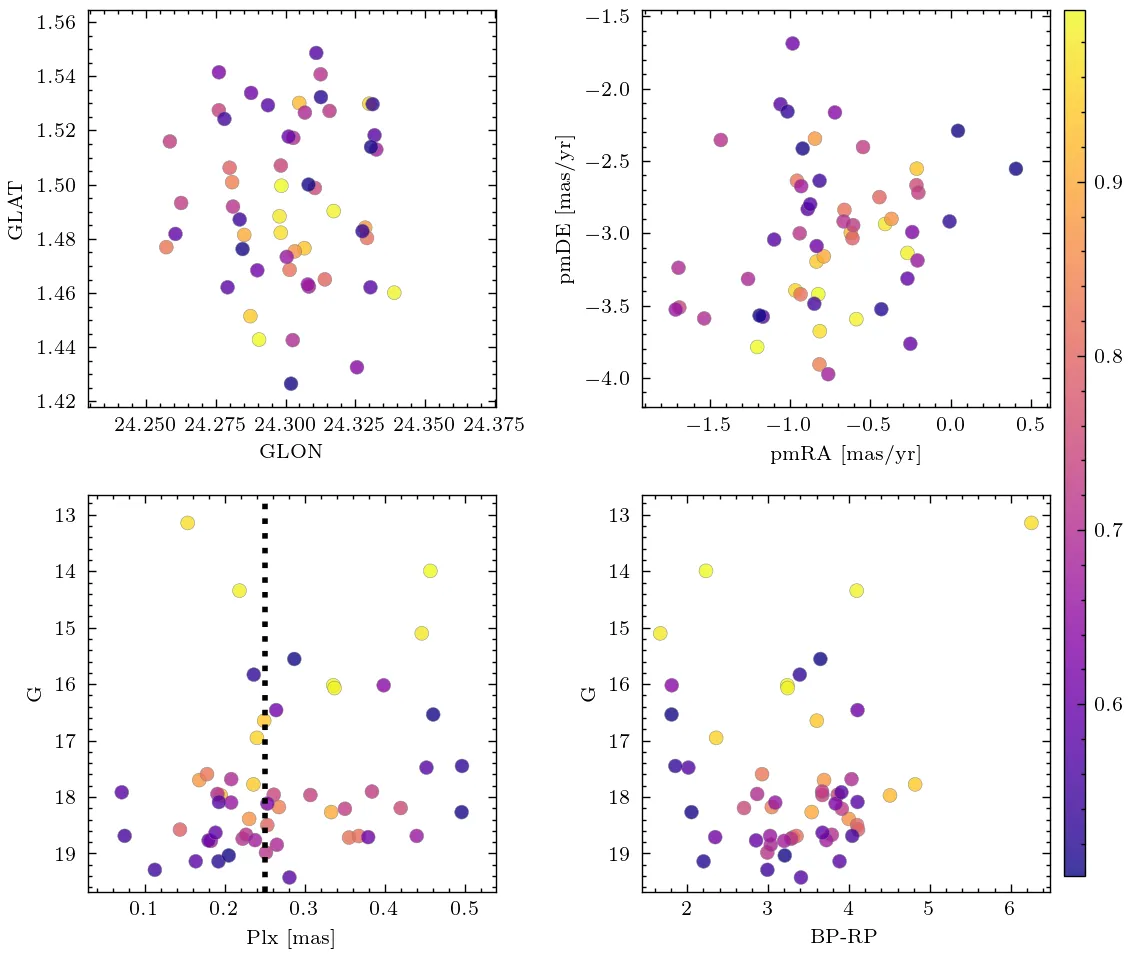 1.56
1.54
1.52
1.50
1.48
1.46
1.44
1.42
GLAT
24.250 24.275 24.300 24.325 24.350 24.375
GLON
−1.5
−2.0
−2.5
−3.0
−3.5
−4.0
pmDE [mas/yr]
−1.5 −1.0 −0.5 0.0 0.5
pmRA [mas/yr]
0.9
0.8
0.7
0.6
13
14
15
16
17
18
19
G
0.1 0.2 0.3 0.4 0.5
Plx [mas]
13
14
15
16
17
18
19
G
2 3 4 5 6
BP-RP